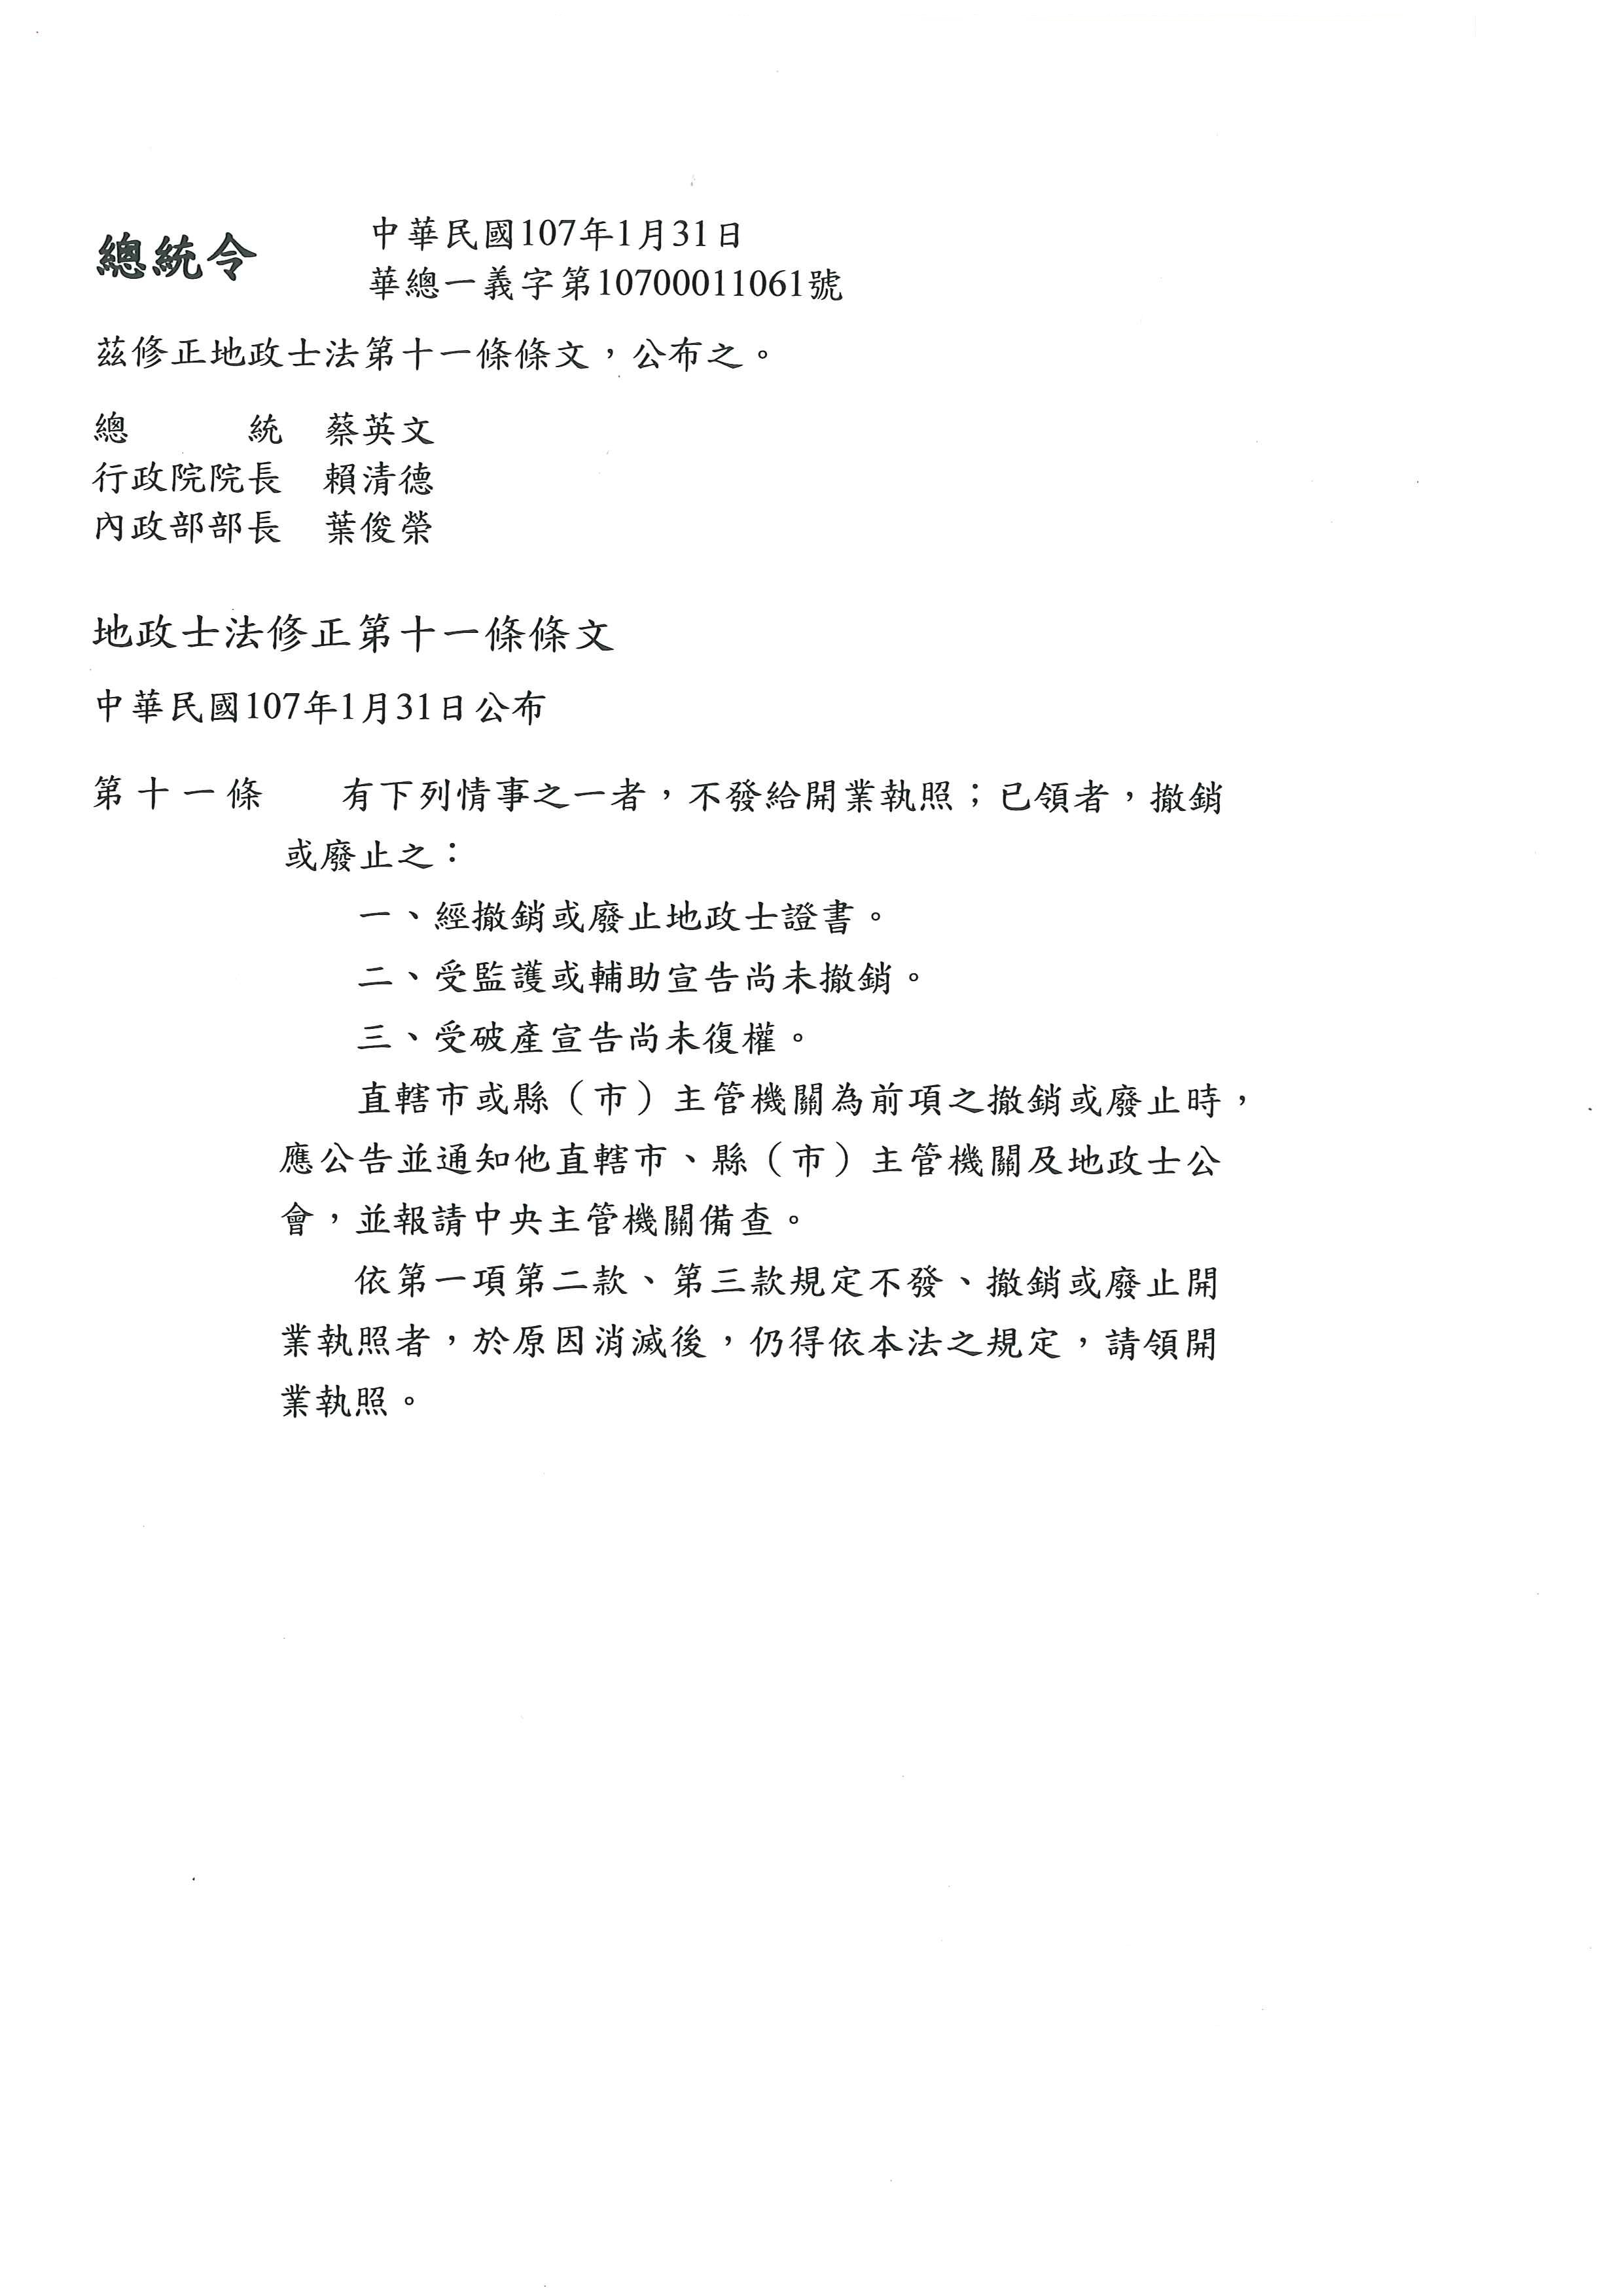 總統令
中華民國107年1月31日
華總一義字第10700011061號
茲修正地政士法第十一條條文，公布之。
總　　　統　蔡英文
行政院院長　賴清德
內政部部長　葉俊榮
地政士法修正第十一條條文
中華民國107年1月31日公布
第十一條　　有下列情事之一者，不發給開業執照；已領者，撤銷
或廢止之：
一、經撤銷或廢止地政士證書。
二、受監護或輔助宣告尚未撤銷。
三、受破產宣告尚未復權。
直轄市或縣（市）主管機關為前項之撤銷或廢止時，
應公告並通知他直轄市、縣（市）主管機關及地政士公
會，並報請中央主管機關備查。
依第一項第二款、第三款規定不發、撤銷或廢止開
業執照者，於原因消滅後，仍得依本法之規定，請領開
業執照。